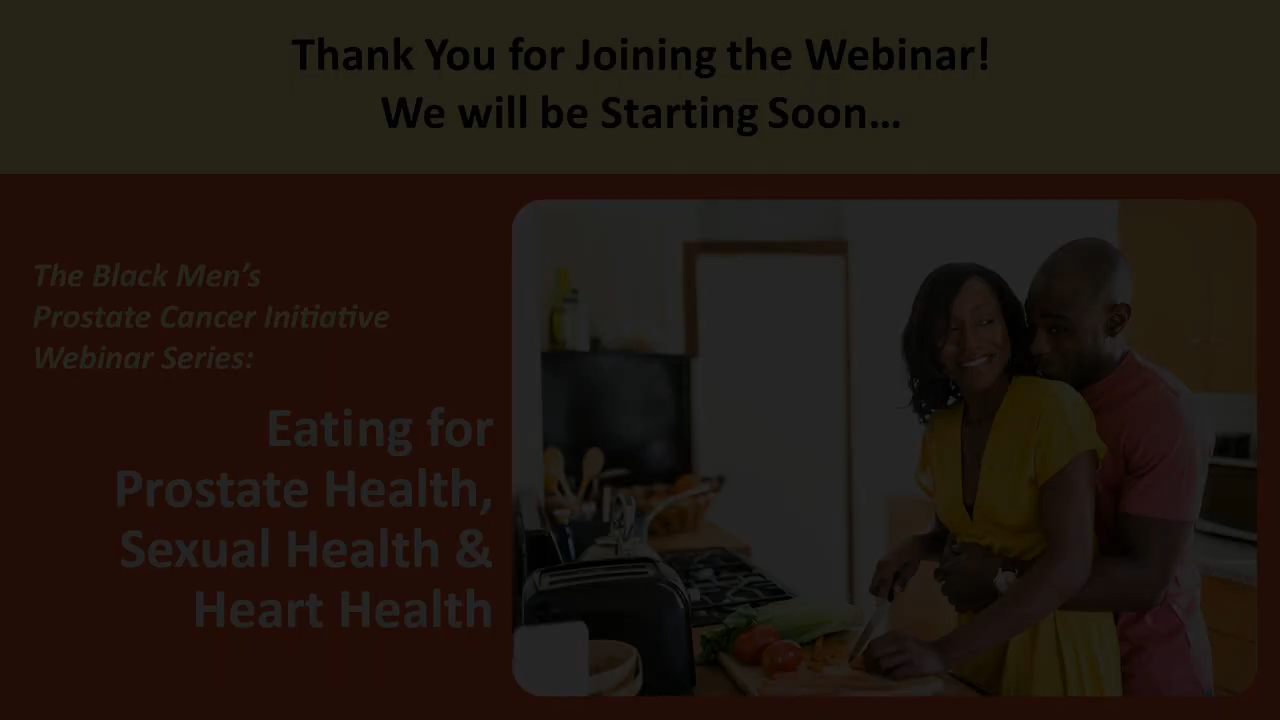 Thank You for Joining the Webinar!
We will be Starting Soon...
The Black Men's
Prostate Cancer Initiative
Webinar Series:
Eating for
Prostate Health,
Sexual Health &
Heart Health